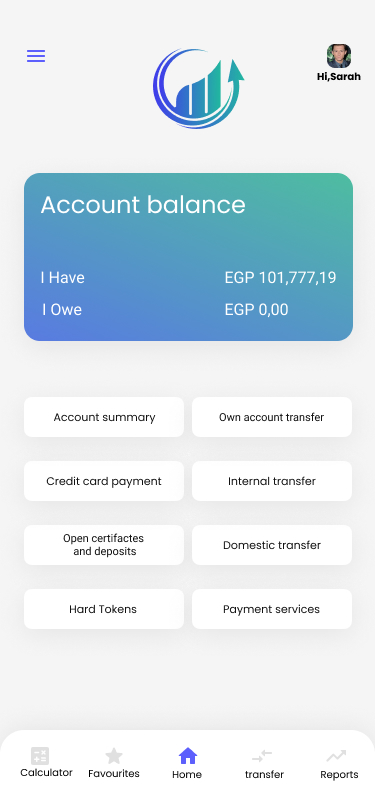 Hi,Sarah
Account balance
I Have EGP 101,777,19
I Owe EGP 0,00
Account summary
Own account transfer
Credit card payment
Internal transfer
Open certifactes
and deposits
Domestic transfer
Hard Tokens
Payment services
Calculator
Favourites
Home
transfer
Reports